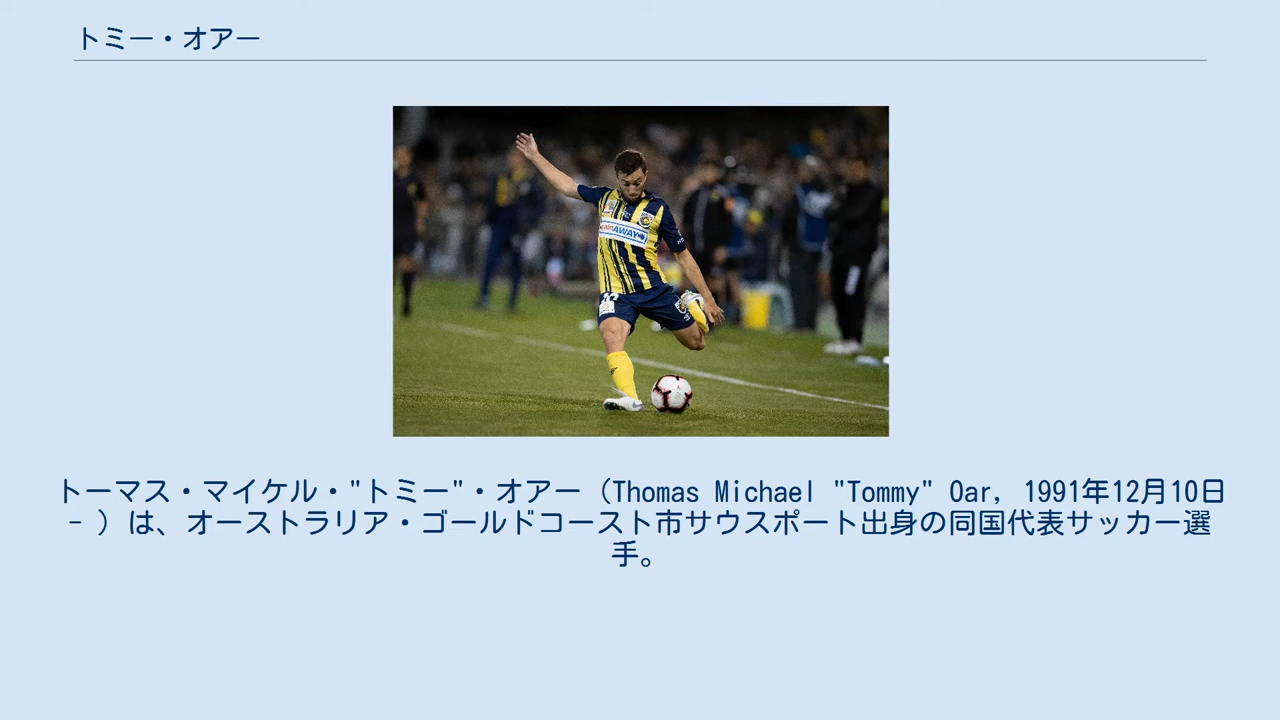 トミー・オアー
AWAY
トーマス・マイケル・"トミー"・オアー（Thomas Michael "Tommy" Oar, 1991年12月10日
- ）は、オーストラリア・ゴールドコースト市サウスポート出身の同国代表サッカー選
手。